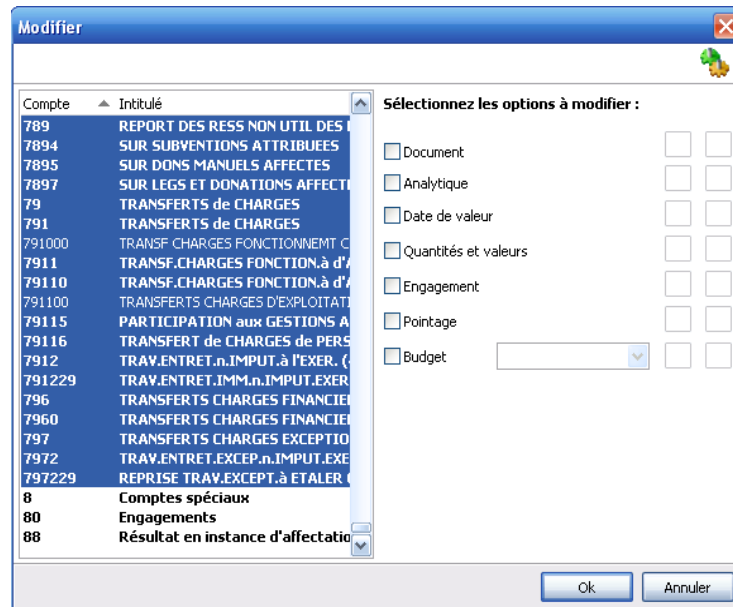 Modifier
Compte Intitulé
Sélectionnez les options à modifier :
789 REPORT DES RESS NON UTIL DES
7894 SUR SUBVENTIONS ATTRIBUEES
7895 SUR DONS MANUELS AFFECTES
7897 SUR LEGS ET DONATIONS AFFECT
79 TRANSFERTS de CHARGES
791 TRANSFERTS de CHARGES
791000 TRANSF CHARGES FONCTIONNEMT C
7911 TRANSF.CHARGES FONCTION.à d'
79110 TRANSF.CHARGES FONCTION.à d'
791100 TRANSFERTS CHARGES D'EXPLOITATI
79115 PARTICIPATION aux GESTIONS A
79116 TRANSFERT de CHARGES de PERS
7912 TRAV.ENTRET.n.IMPUT.à l'EXER. (
791229 TRAV.ENTRET.IMM.n.IMPUT.EXER
796 TRANSFERTS CHARGES FINANCIE
7960 TRANSFERTS CHARGES FINANCIE
797 TRANSFERTS CHARGES EXCEPTIO
7972 TRAV.ENTRET.EXCEP.n.IMPUT.EXE
797229 REPRISE TRAV.EXCEPT.à ETALER
8 Comptes spéciaux
80 Engagements
88 Résultat en instance d'affectatio
Document
Analytique
Date de valeur
Quantités et valeurs
Engagement
Pointage
Budget
Ok Annuler